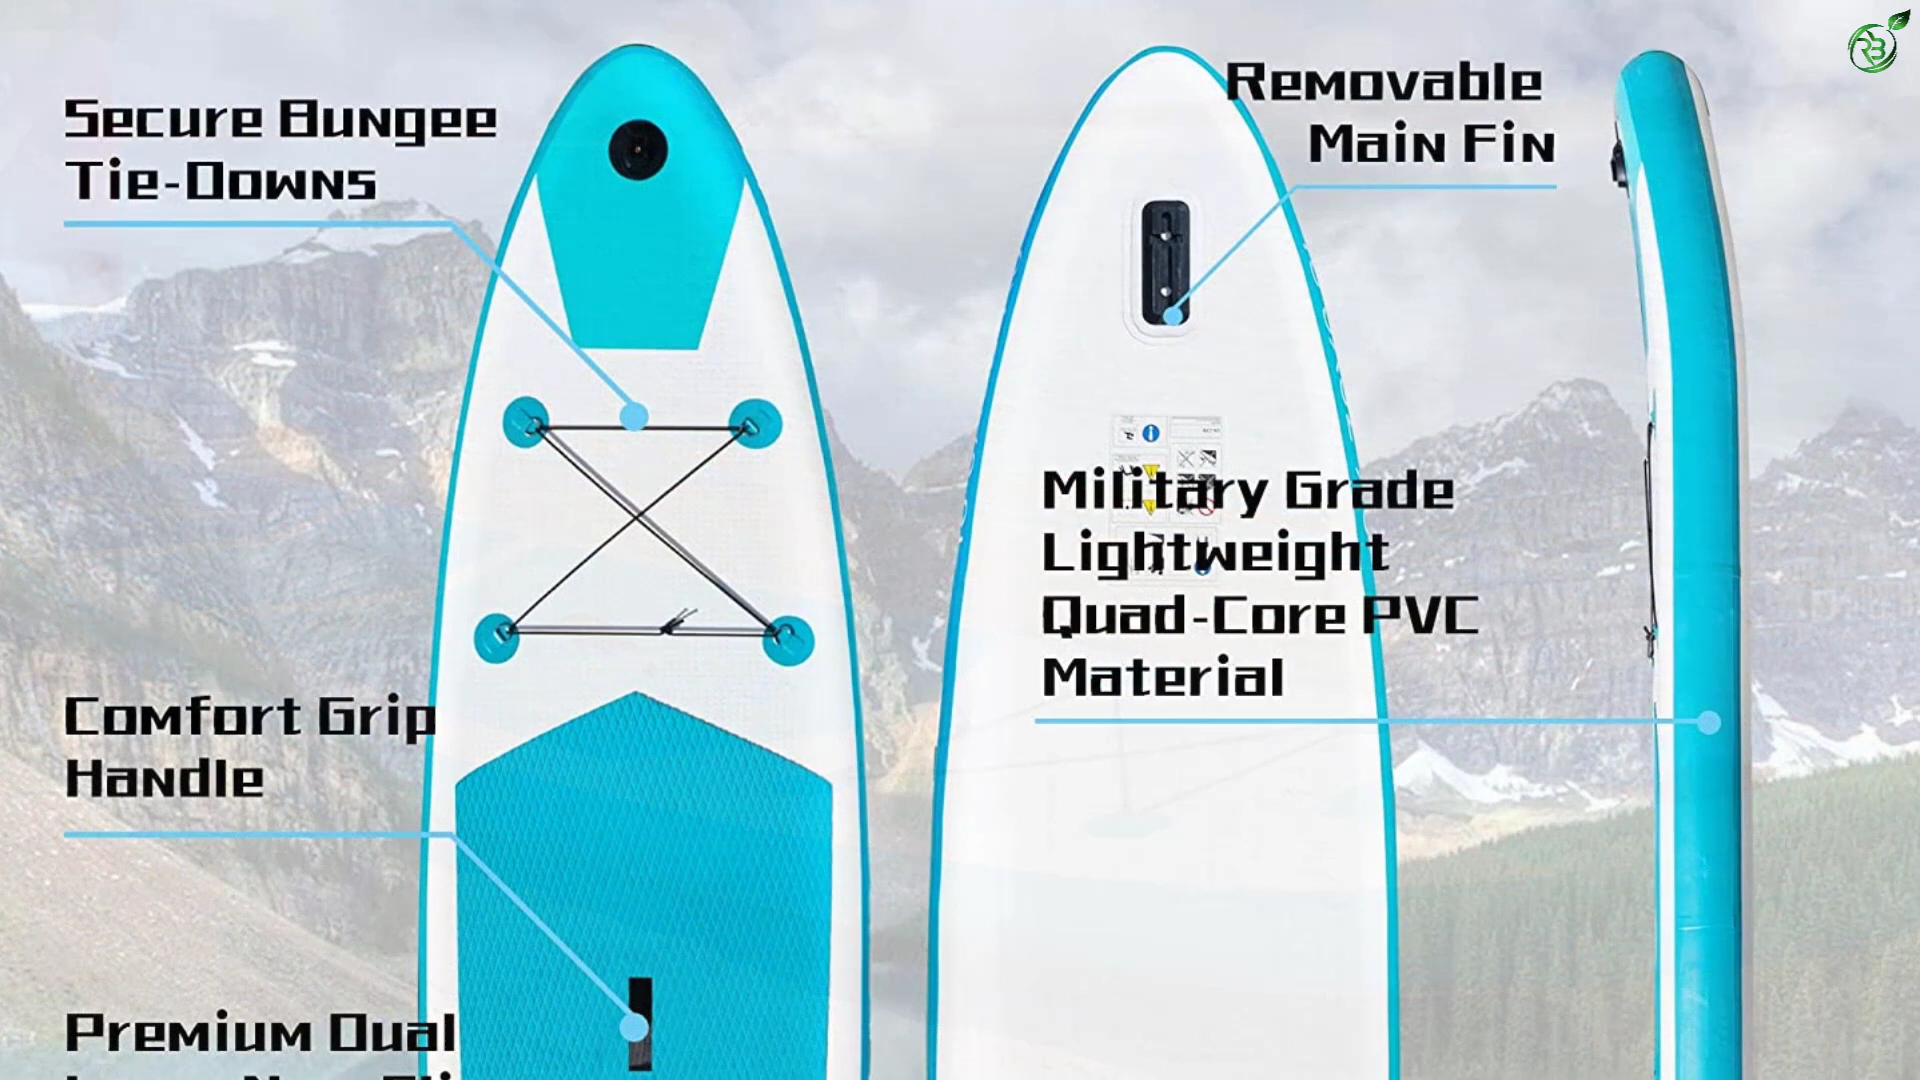 Secure Bungee
Tie-Downs
Removable
Main Fin
Military Grade
Lightweight
Quad-Core PVC
Material
Comfort Grip
Handle
Premium Dual